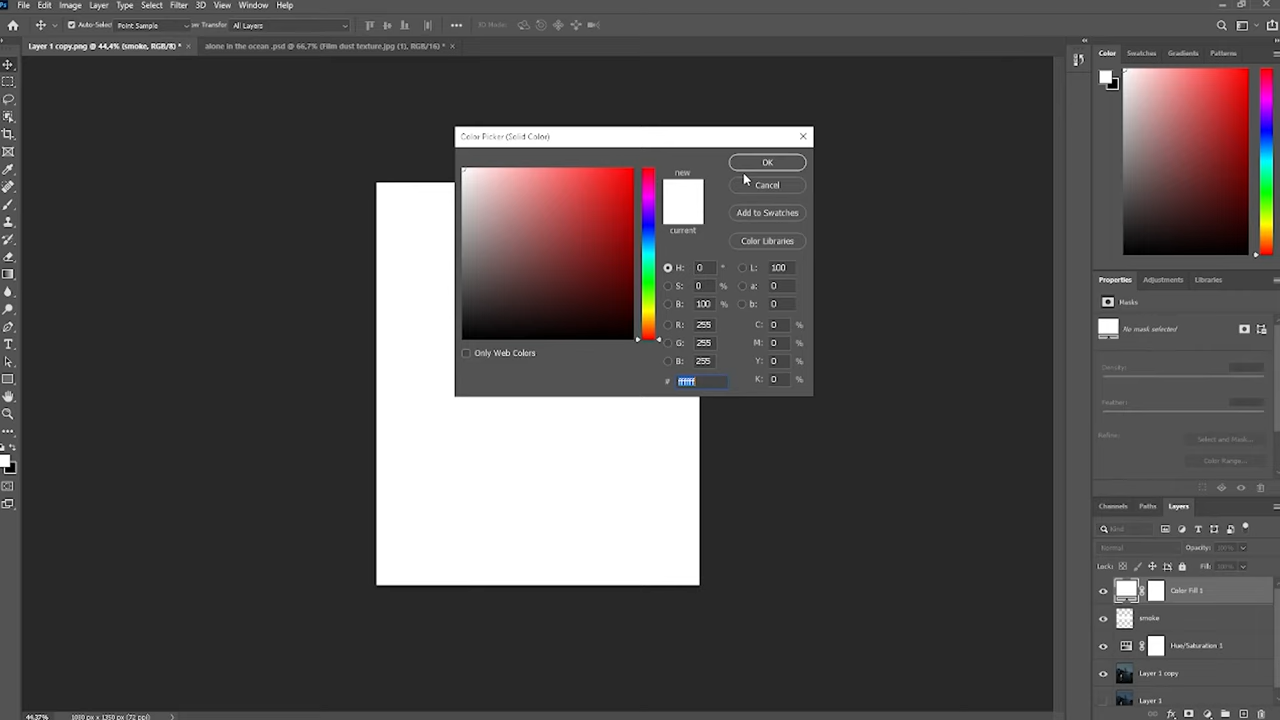 Ps File Edit Image Layer Type Select Filter 3D View Window Help
Auto-Select Point Sample Transfer All Layers 3D Mode:
Layer 1 copy.png @ 44,4% (smoke, RGB/8) * ×
alone in the ocean .psd @ 66,7% (Film dust texture.jpg (1), RGB/16) * ×
Color Swatches Gradients Patterns
Color Picker (Solid Color)
new
current
OK
Cancel
Add to Swatches
Color Libraries
H: 0 ° L: 100
S: 0 % a: 0
B: 100 % b: 0
R: 255 C: 0 %
G: 255 M: 0 %
B: 255 Y: 0 %
# ffffff K: 0 %
Only Web Colors
Properties Adjustments Libraries
Masks
No mask selected
Density:
Feather:
Refine: Select and Mask...
Color Range...
Channels Paths Layers
Kind
Normal Opacity: 100%
Lock: Fill: 100%
Color Fill 1
smoke
Hue/Saturation 1
Layer 1 copy
Layer 1
44,37% 1080 px x 1350 px (72 ppi)